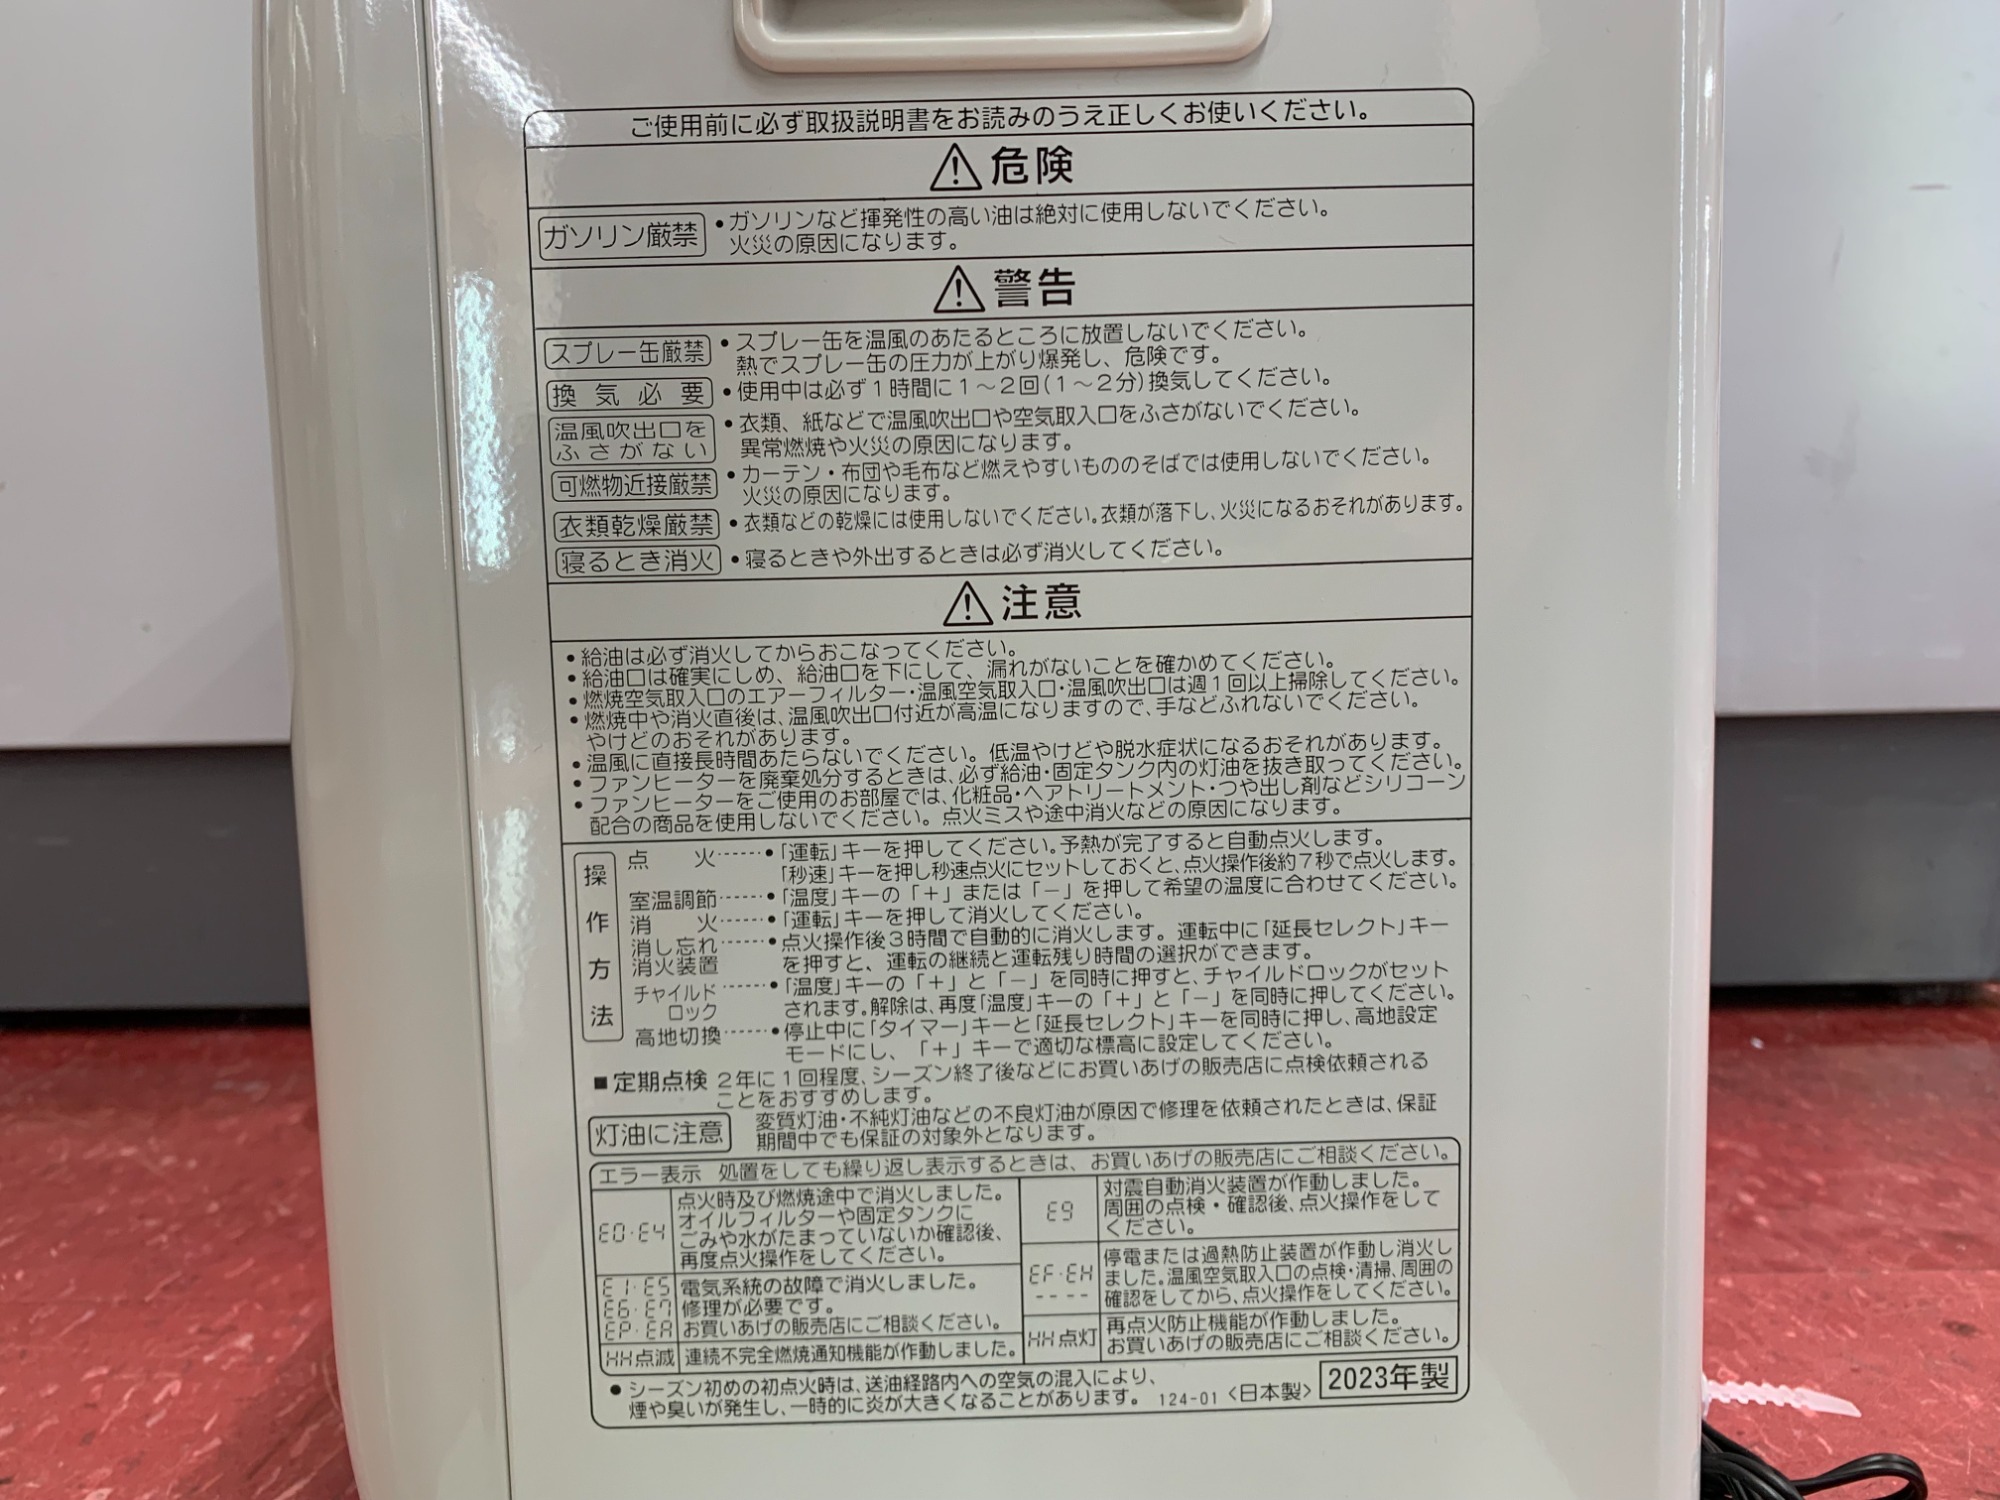 ご使用前に必ず取扱説明書をお読みのうえ正しくお使いください。
危険
ガソリン厳禁 •ガソリンなど揮発性の高い油は絶対に使用しないでください。
火災の原因になります。
警告
スプレー缶厳禁 •スプレー缶を温風のあたるところに放置しないでください。
熱でスプレー缶の圧力が上がり爆発し、危険です。
換気必要 •使用中は必ず1時間に1〜2回(1〜2分)換気してください。
温風吹出口を
ふさがない •衣類、紙などで温風吹出口や空気取入口をふさがないでください。
異常燃焼や火災の原因になります。
可燃物近接厳禁 •カーテン・布団や毛布など燃えやすいもののそばでは使用しないでください。
火災の原因になります。
衣類乾燥厳禁 •衣類などの乾燥には使用しないでください。衣類が落下し、火災になるおそれがあります。
寝るとき消火 •寝るときや外出するときは必ず消火してください。
注意
•給油は必ず消火してからおこなってください。
•給油口は確実にしめ、給油口を下にして、漏れがないことを確かめてください。
•燃焼空気取入口のエアーフィルター・温風空気取入口・温風吹出口は週1回以上掃除してください。
•燃焼中や消火直後は、温風吹出口付近が高温になりますので、手などふれないでください。
やけどのおそれがあります。
•温風に直接長時間あたらないでください。低温やけどや脱水症状になるおそれがあります。
•ファンヒーターを廃棄処分するときは、必ず給油・固定タンク内の灯油を抜き取ってください。
•ファンヒーターをご使用のお部屋では、化粧品・ヘアトリートメント・つや出し剤などシリコーン
配合の商品を使用しないでください。点火ミスや途中消火などの原因になります。
操作方法
点火……•「運転」キーを押してください。予熱が完了すると自動点火します。
「秒速」キーを押し秒速点火にセットしておくと、点火操作後約7秒で点火します。
室温調節……•「温度」キーの「+」または「−」を押して希望の温度に合わせてください。
消火……•「運転」キーを押して消火してください。
消し忘れ……•点火操作後3時間で自動的に消火します。運転中に「延長セレクト」キー
消火装置 を押すと、運転の継続と運転残り時間の選択ができます。
チャイルド……•「温度」キーの「+」と「−」を同時に押すと、チャイルドロックがセット
ロック されます。解除は、再度「温度」キーの「+」と「−」を同時に押してください。
高地切換……•停止中に「タイマー」キーと「延長セレクト」キーを同時に押し、高地設定
モードにし、「+」キーで適切な標高に設定してください。
■定期点検 2年に1回程度、シーズン終了後などにお買いあげの販売店に点検依頼される
ことをおすすめします。
灯油に注意 変質灯油・不純灯油などの不良灯油が原因で修理を依頼されたときは、保証
期間中でも保証の対象外となります。
エラー表示 処置をしても繰り返し表示するときは、お買いあげの販売店にご相談ください。
E0・E4 点火時及び燃焼途中で消火しました。
オイルフィルターや固定タンクに
ごみや水がたまっていないか確認後、
再度点火操作をしてください。
E1・E5
E6・E7
EP・EA
電気系統の故障で消火しました。
修理が必要です。
お買いあげの販売店にご相談ください。
HH点滅 連続不完全燃焼通知機能が作動しました。
E9 対震自動消火装置が作動しました。
周囲の点検・確認後、点火操作をして
ください。
EF・EH
----
停電または過熱防止装置が作動し消火し
ました。温風空気取入口の点検・清掃、周囲の
確認をしてから、点火操作をしてください。
HH点灯 再点火防止機能が作動しました。
お買いあげの販売店にご相談ください。
•シーズン初めの初点火時は、送油経路内への空気の混入により、
煙や臭いが発生し、一時的に炎が大きくなることがあります。 124-01 <日本製> 2023年製